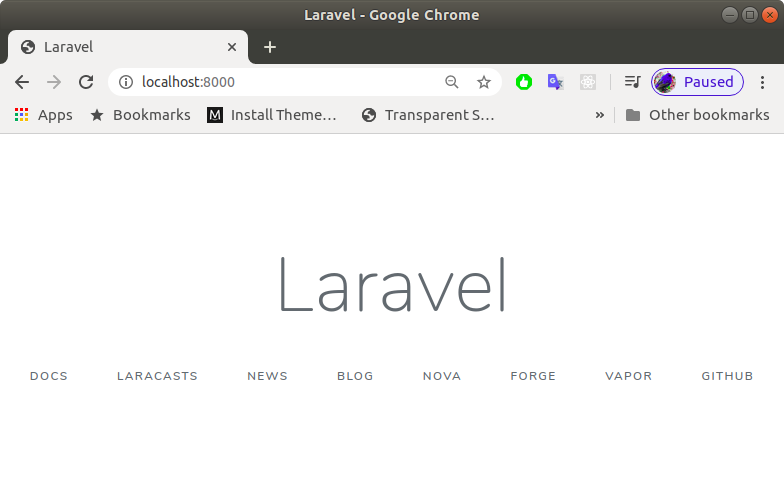 Laravel - Google Chrome
Laravel
localhost:8000
Paused
Apps Bookmarks M Install Theme… Transparent S… » Other bookmarks
Laravel
DOCS LARACASTS NEWS BLOG NOVA FORGE VAPOR GITHUB